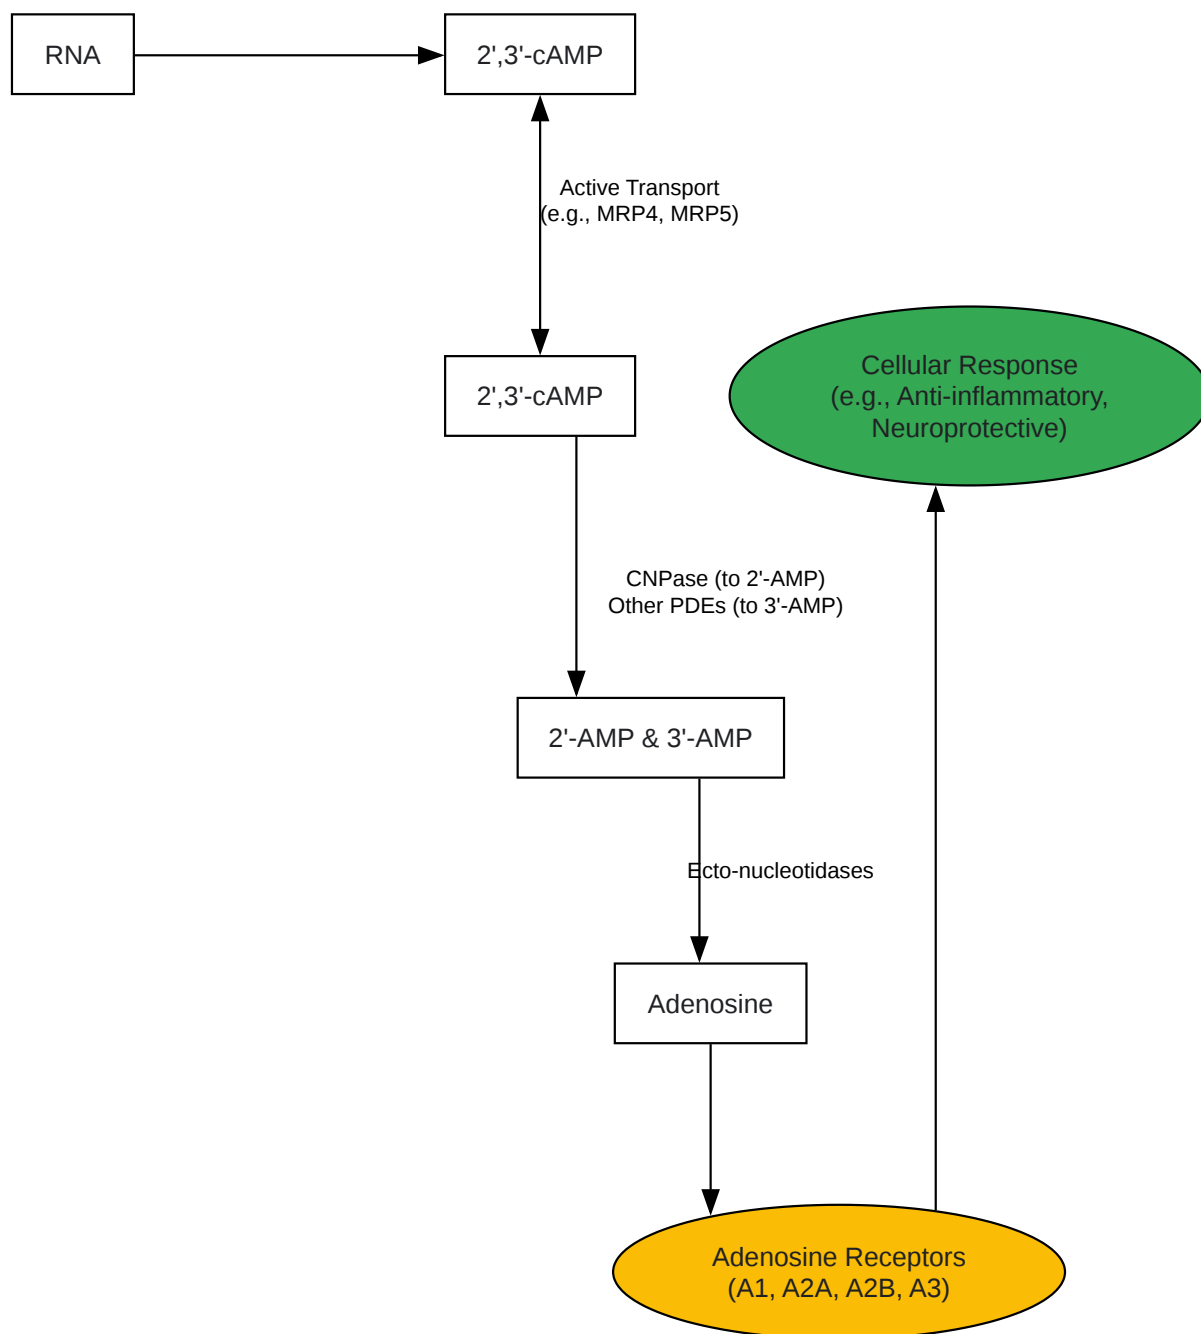 RNA
2',3'-cAMP
Active Transport
(e.g., MRP4, MRP5)
2',3'-cAMP
Cellular Response
(e.g., Anti-inflammatory,
Neuroprotective)
CNPase (to 2'-AMP)
Other PDEs (to 3'-AMP)
2'-AMP & 3'-AMP
Ecto-nucleotidases
Adenosine
Adenosine Receptors
(A1, A2A, A2B, A3)